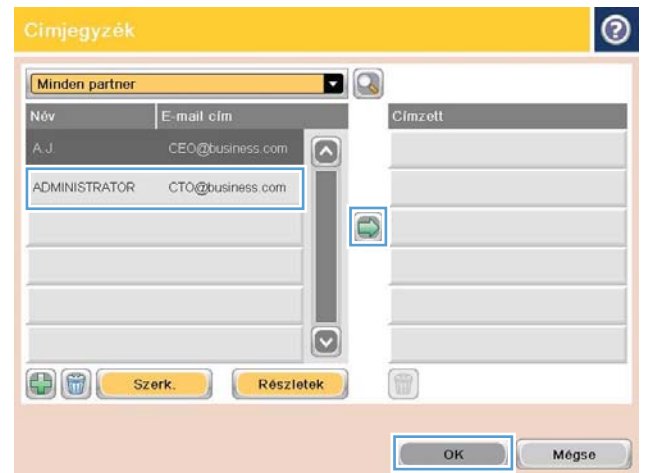 Címjegyzék
Minden partner
Név E-mail cím Címzett
A.J. CEO@business.com
ADMINISTRATOR CTO@business.com
Szerk. Részletek
OK Mégse